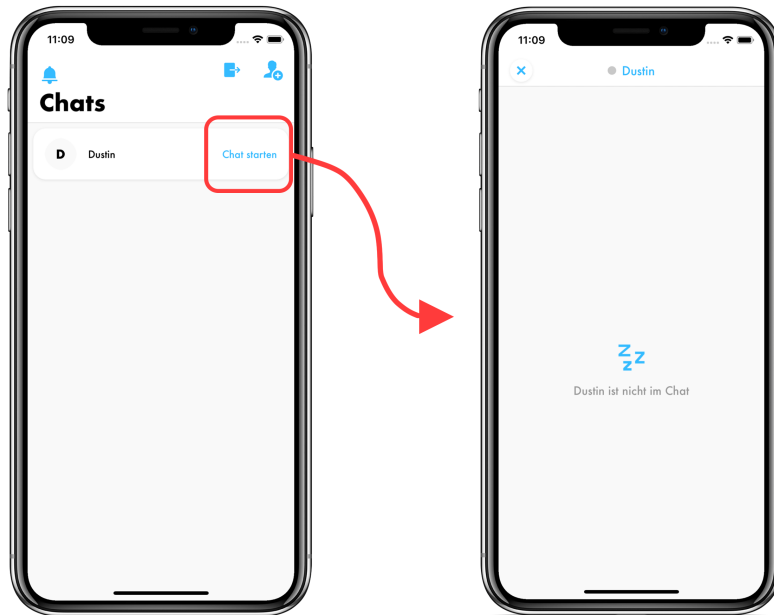 11:09
Chats
D Dustin Chat starten
11:09
Dustin
Z Z Z
Dustin ist nicht im Chat